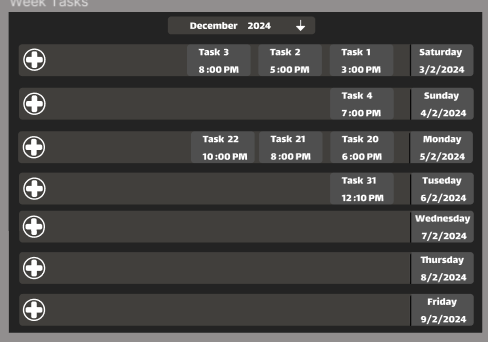 Week Tasks
December 2024
Task 3 Task 2 Task 1 Saturday
8:00 PM 5:00 PM 3:00 PM 3/2/2024
Task 4 Sunday
7:00 PM 4/2/2024
Task 22 Task 21 Task 20 Monday
10:00 PM 8:00 PM 6:00 PM 5/2/2024
Task 31 Tuseday
12:10 PM 6/2/2024
Wednesday
7/2/2024
Thursday
8/2/2024
Friday
9/2/2024